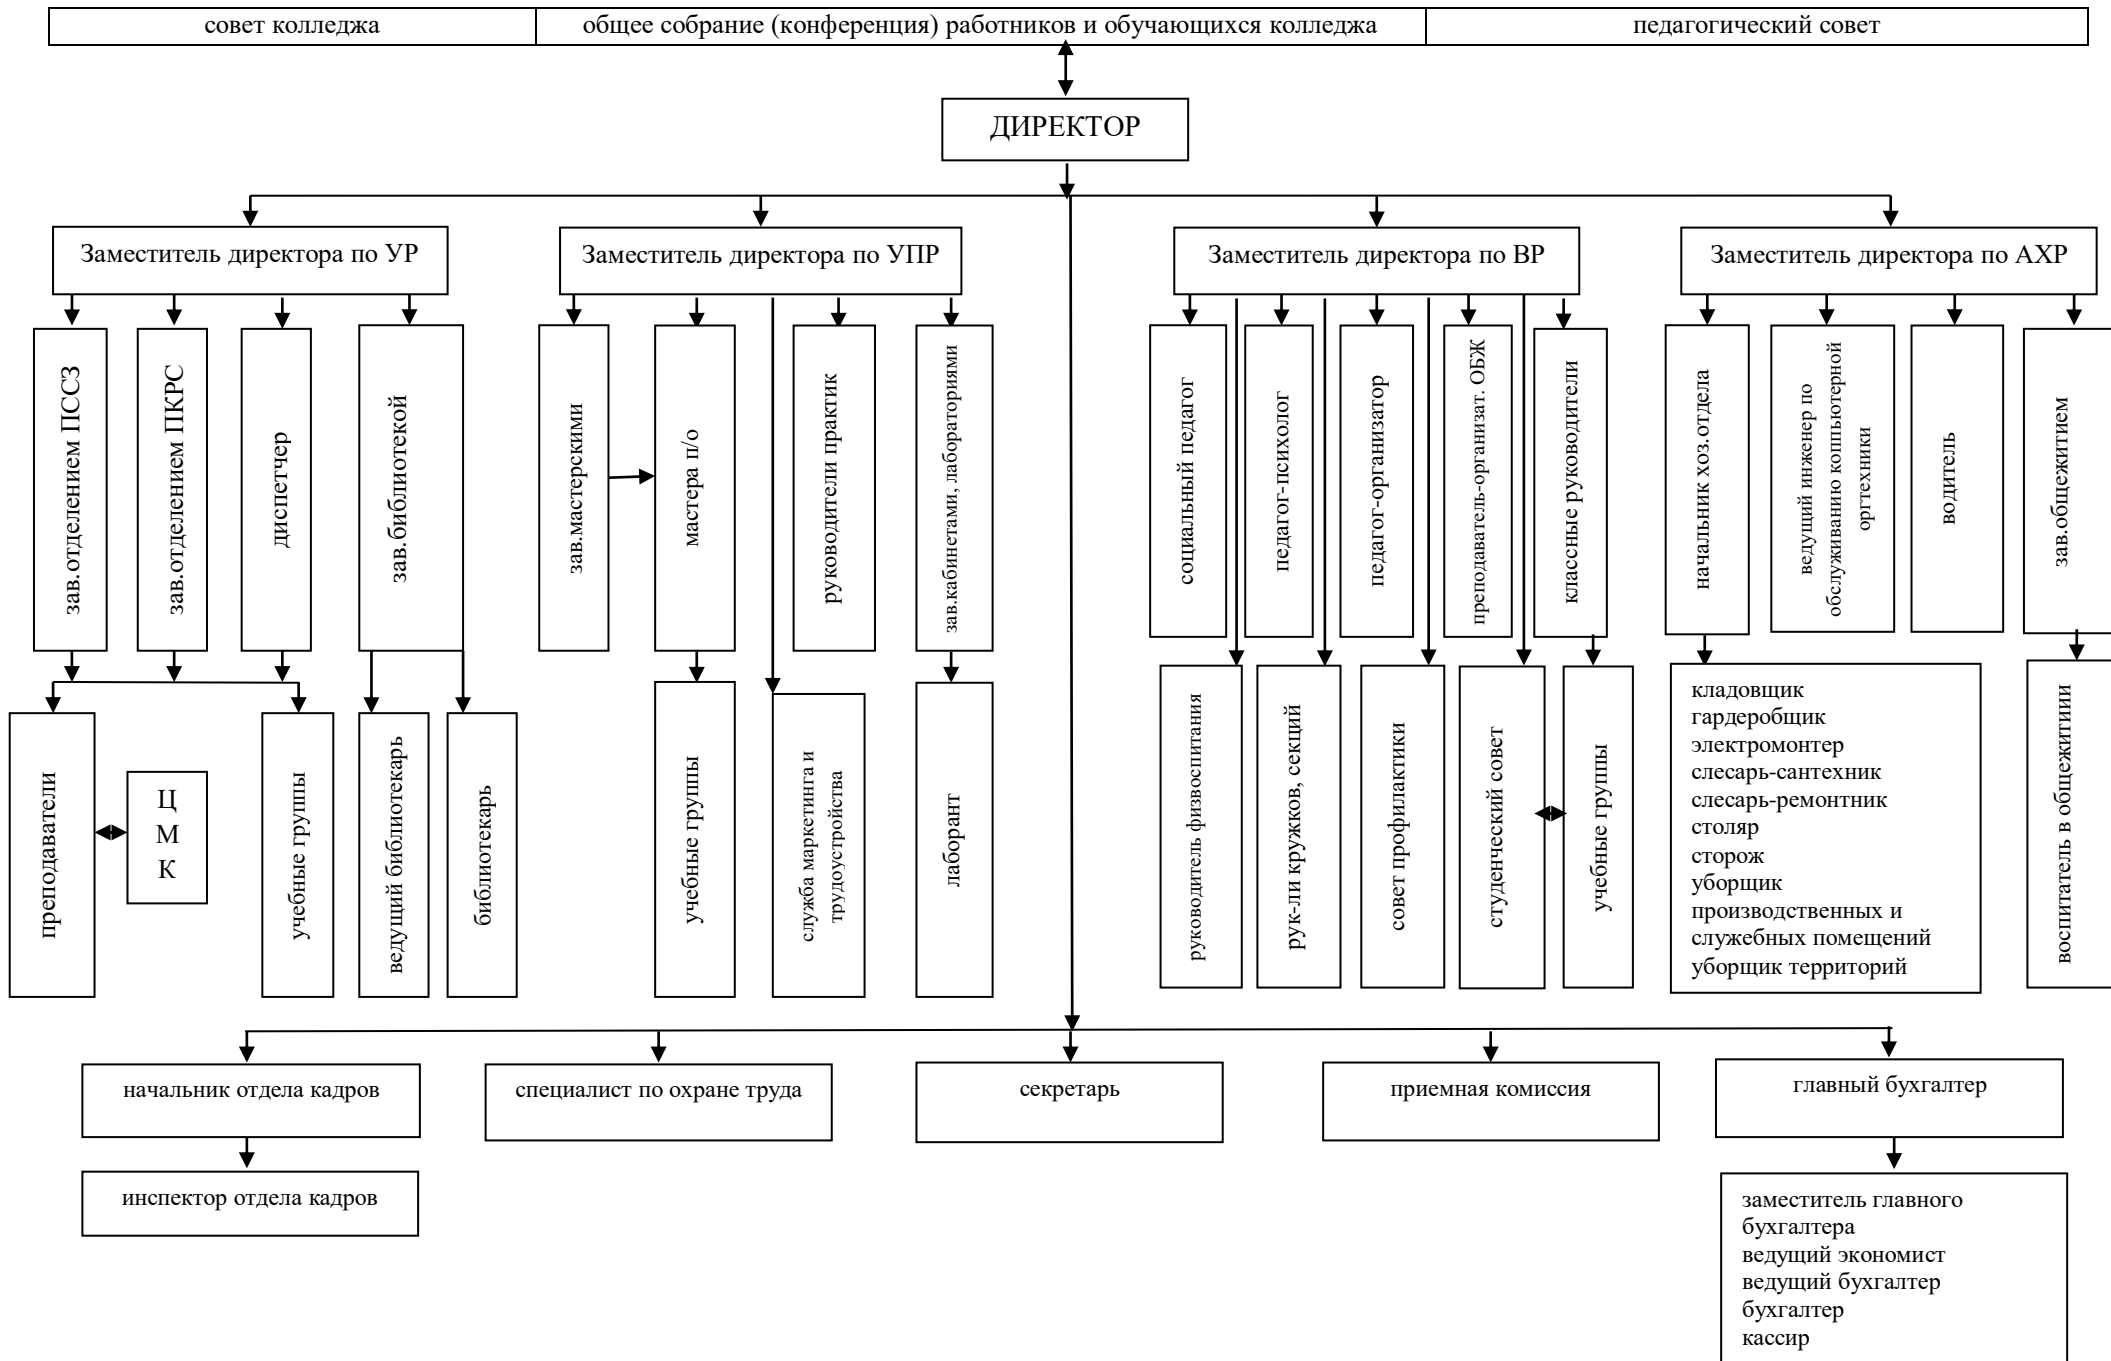 совет колледжа
общее собрание (конференция) работников и обучающихся колледжа
педагогический совет
ДИРЕКТОР
Заместитель директора по УР
Заместитель директора по УПР
Заместитель директора по ВР
Заместитель директора по АХР
зав.отделением ПССЗ
зав.отделением ПКРС
диспетчер
зав.библиотекой
зав.мастерскими
мастера п/о
руководители практик
зав.кабинетами, лабораториями
социальный педагог
педагог-психолог
педагог-организатор
преподаватель-организат. ОБЖ
классные руководители
начальник хоз.отдела
ведущий инженер по
обслуживанию коппьютерной
оргтехники
водитель
зав.общежитием
преподаватели
Ц
М
К
учебные группы
ведущий библиотекарь
библиотекарь
учебные группы
служба маркетинга и
трудоустройства
лаборант
руководитель физвоспитания
рук-ли кружков, секций
совет профилактики
студенческий совет
учебные группы
кладовщик
гардеробщик
электромонтер
слесарь-сантехник
слесарь-ремонтник
столяр
сторож
уборщик
производственных и
служебных помещений
уборщик территорий
воспитатель в общежитиии
начальник отдела кадров
специалист по охране труда
секретарь
приемная комиссия
главный бухгалтер
инспектор отдела кадров
заместитель главного
бухгалтера
ведущий экономист
ведущий бухгалтер
бухгалтер
кассир